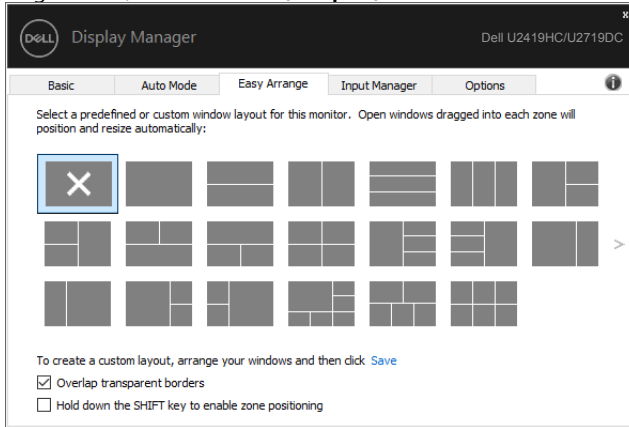 x
DELL Display Manager Dell U2419HC/U2719DC
Basic Auto Mode Easy Arrange Input Manager Options
Select a predefined or custom window layout for this monitor. Open windows dragged into each zone will
position and resize automatically:
>
To create a custom layout, arrange your windows and then click Save
Overlap transparent borders
Hold down the SHIFT key to enable zone positioning